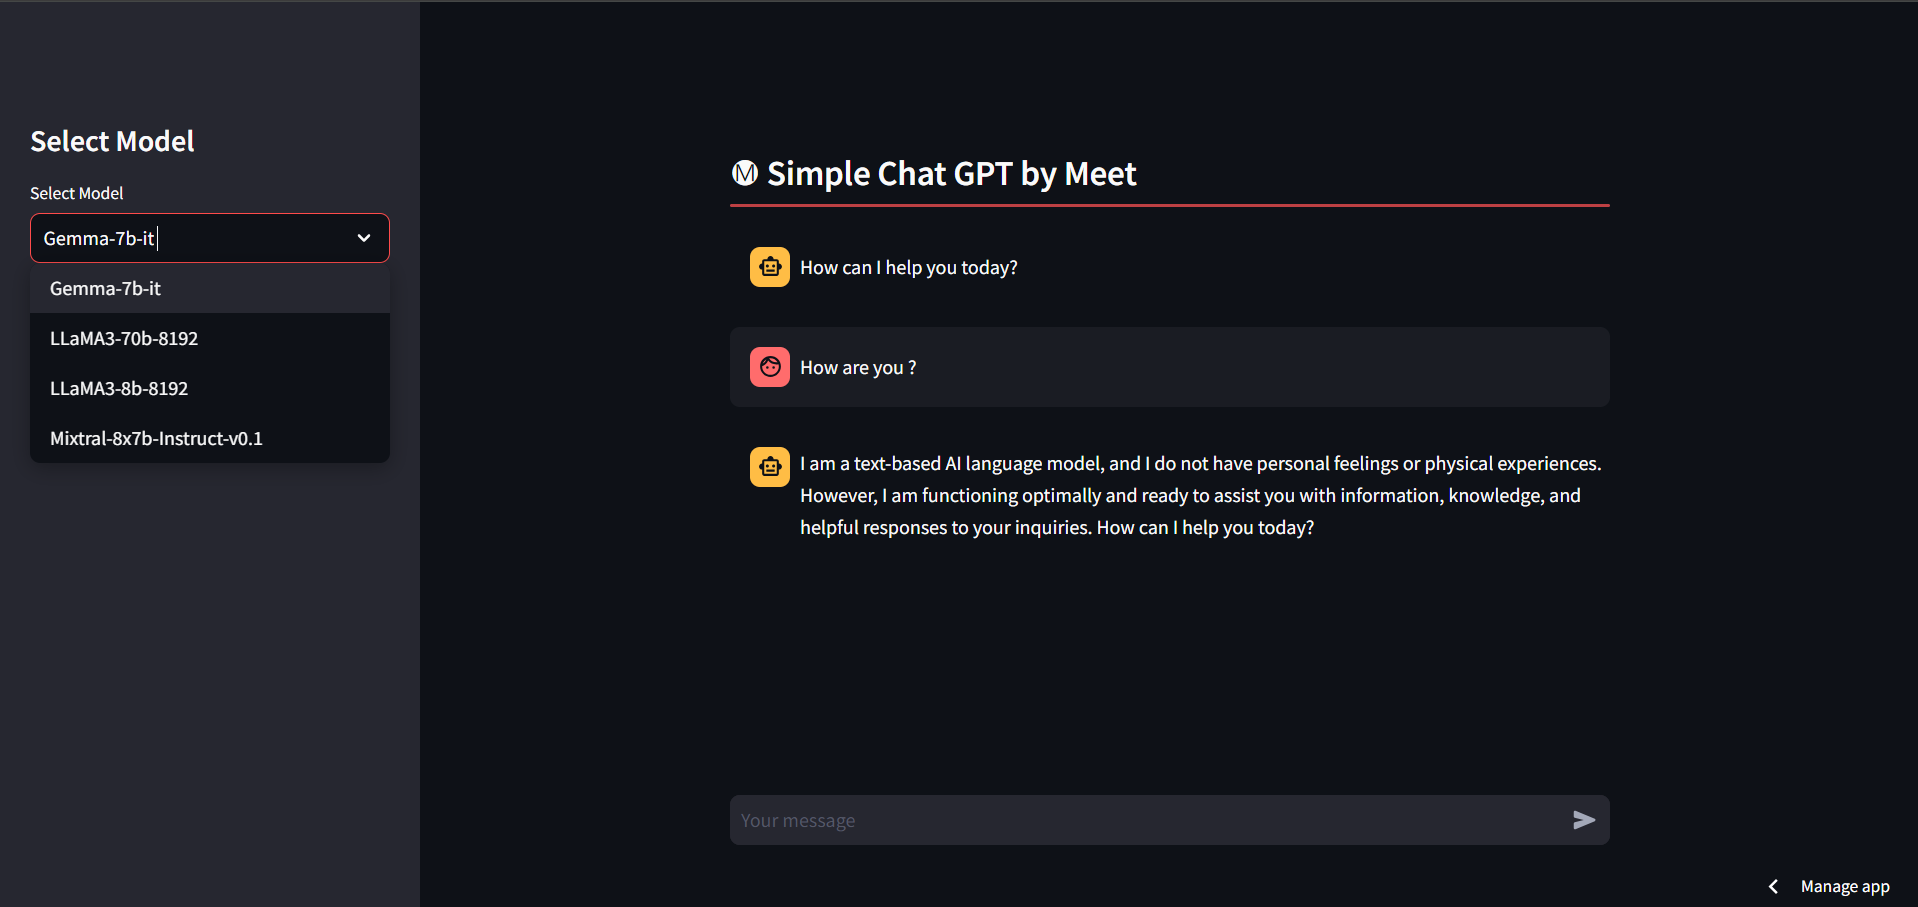 Select Model
Select Model
Gemma-7b-it
Gemma-7b-it
LLaMA3-70b-8192
LLaMA3-8b-8192
Mixtral-8x7b-Instruct-v0.1
Ⓜ Simple Chat GPT by Meet
How can I help you today?
How are you ?
I am a text-based AI language model, and I do not have personal feelings or physical experiences.
However, I am functioning optimally and ready to assist you with information, knowledge, and
helpful responses to your inquiries. How can I help you today?
Your message
Manage app